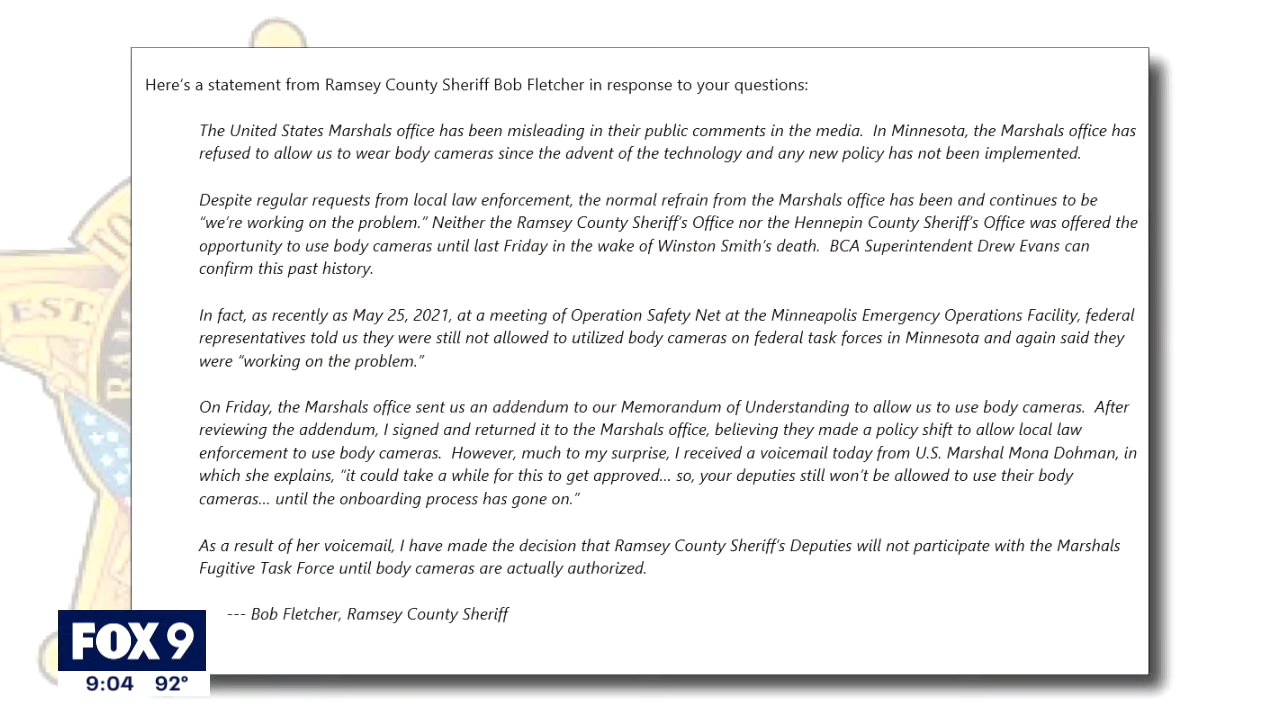 Here's a statement from Ramsey County Sheriff Bob Fletcher in response to your questions:
The United States Marshals office has been misleading in their public comments in the media.  In Minnesota, the Marshals office has
refused to allow us to wear body cameras since the advent of the technology and any new policy has not been implemented.
Despite regular requests from local law enforcement, the normal refrain from the Marshals office has been and continues to be
“we're working on the problem.” Neither the Ramsey County Sheriff's Office nor the Hennepin County Sheriff's Office was offered the
opportunity to use body cameras until last Friday in the wake of Winston Smith's death.  BCA Superintendent Drew Evans can
confirm this past history.
In fact, as recently as May 25, 2021, at a meeting of Operation Safety Net at the Minneapolis Emergency Operations Facility, federal
representatives told us they were still not allowed to utilized body cameras on federal task forces in Minnesota and again said they
were “working on the problem.”
On Friday, the Marshals office sent us an addendum to our Memorandum of Understanding to allow us to use body cameras.  After
reviewing the addendum, I signed and returned it to the Marshals office, believing they made a policy shift to allow local law
enforcement to use body cameras.  However, much to my surprise, I received a voicemail today from U.S. Marshal Mona Dohman, in
which she explains, “it could take a while for this to get approved... so, your deputies still won't be allowed to use their body
cameras... until the onboarding process has gone on.”
As a result of her voicemail, I have made the decision that Ramsey County Sheriff's Deputies will not participate with the Marshals
Fugitive Task Force until body cameras are actually authorized.
--- Bob Fletcher, Ramsey County Sheriff
EST.
FOX 9
9:04 92°